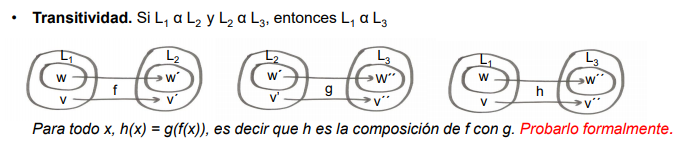 • Transitividad. Si L₁ α L₂ y L₂ α L₃, entonces L₁ α L₃
L₁ L₂ L₂ L₃ L₁ L₃
w w´ w´ w´´ w w´´
f g h
v v´ v' v´´ v v´´
Para todo x, h(x) = g(f(x)), es decir que h es la composición de f con g. Probarlo formalmente.